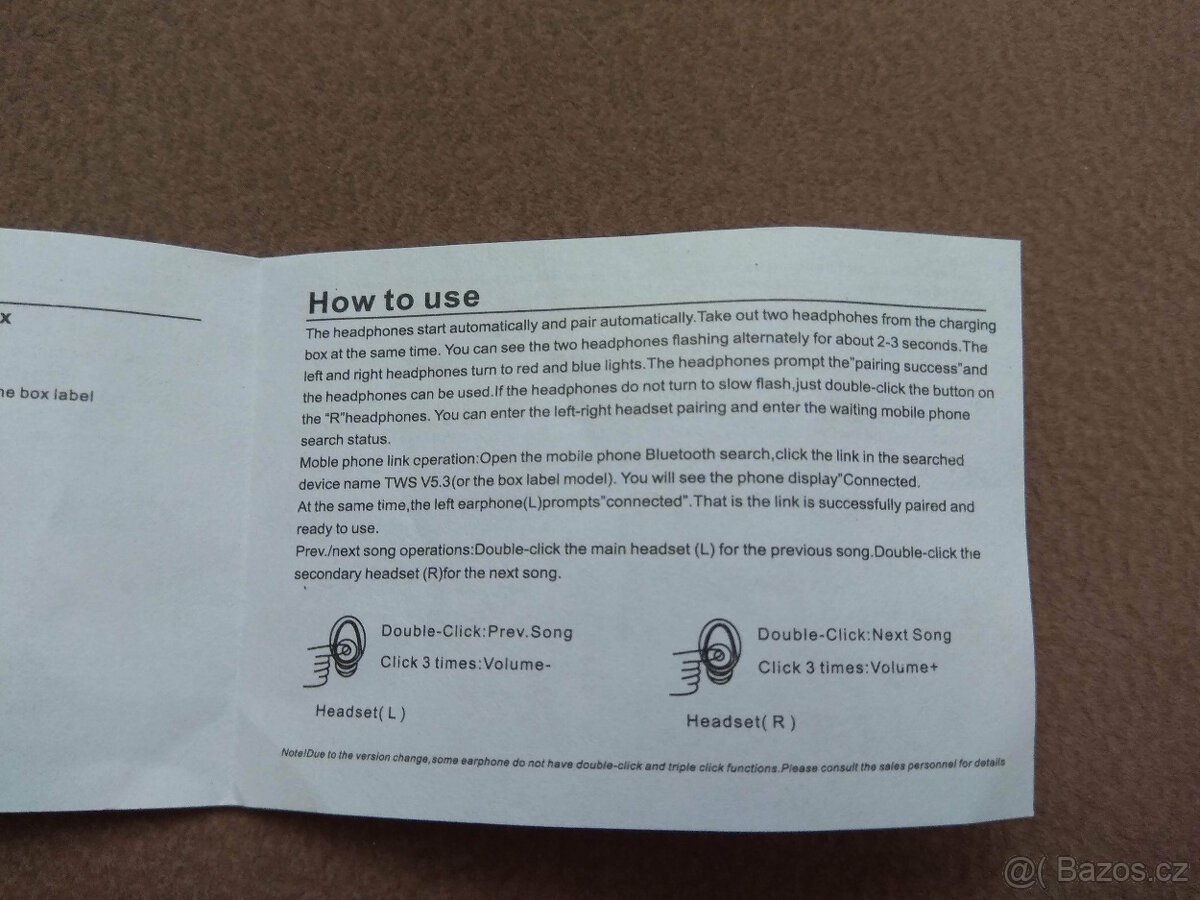 x
he box label
How to use
The headphones start automatically and pair automatically.Take out two headphohes from the charging
box at the same time. You can see the two headphones flashing alternately for about 2-3 seconds.The
left and right headphones turn to red and blue lights.The headphones prompt the"pairing success"and
the headphones can be used.If the headphones do not turn to slow flash,just double-click the button on
the "R"headphones. You can enter the left-right headset pairing and enter the waiting mobile phone
search status.
Moble phone link cperation:Open the mobile phone Bluetooth search,click the link in the searched
device name TWS V5.3(or the box label model). You will see the phone display"Connected.
At the same time,the left earphone(L)prompts"connected".That is the link is successfully paired and
ready to use.
Prev./next song operations:Double-click the main headset (L) for the previous song.Double-click the
secondary headset (R)for the next song.
Double-Click:Prev.Song
Click 3 times:Volume-
Headset( L )
Double-Click:Next Song
Click 3 times:Volume+
Headset( R )
Note!Due to the version change,some earphone do not have double-click and triple click functions.Please consult the sales personnel for details
@( Bazos.cz